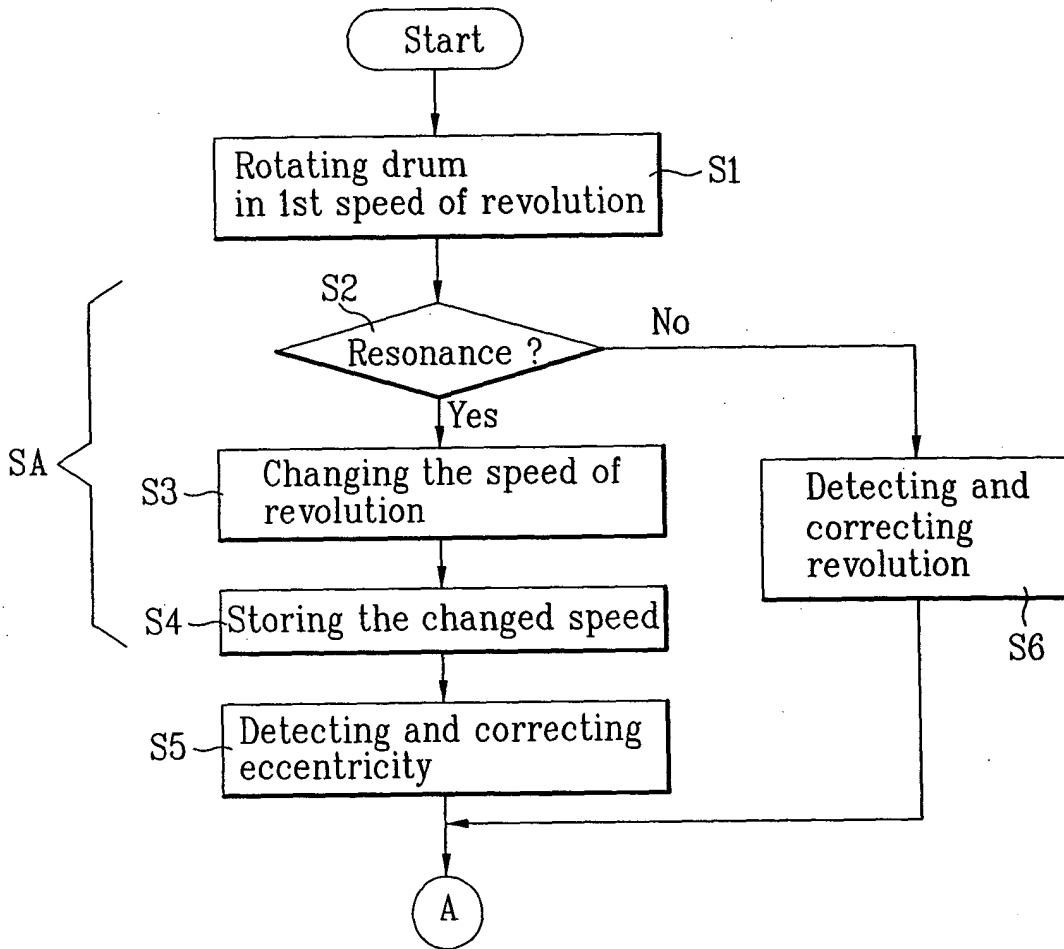 Start
Rotating drum
in 1st speed of revolution
S1
S2
Resonance ?
No
Yes
SA
S3
Changing the speed of
revolution
Detecting and
correcting
revolution
S4
Storing the changed speed
S6
S5
Detecting and correcting
eccentricity
A